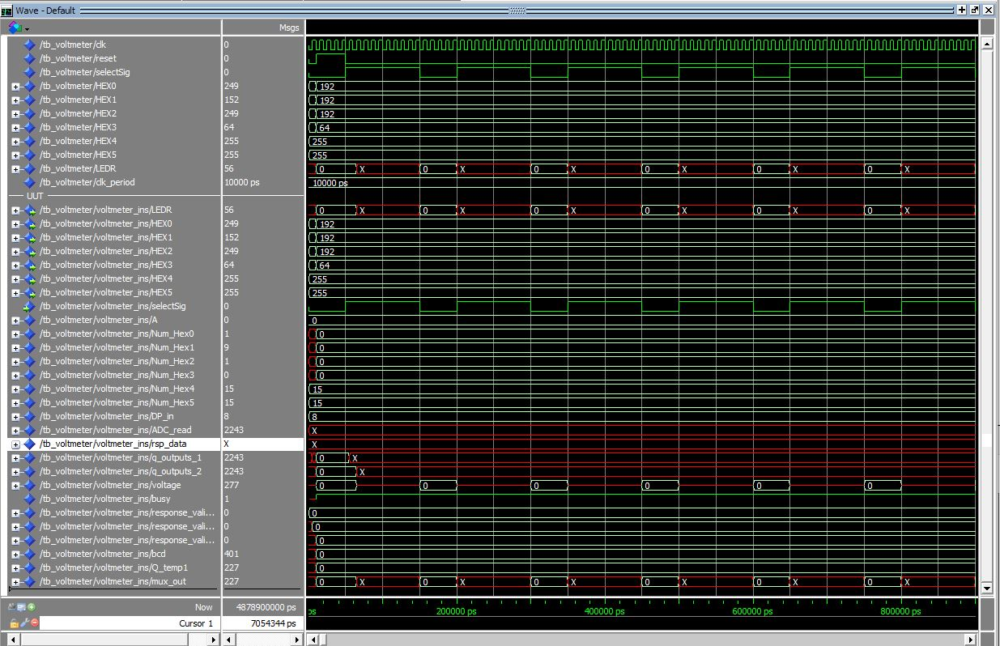 Wave - Default
Msgs
/tb_voltmeter/clk 0
/tb_voltmeter/reset 0
/tb_voltmeter/selectSig 0
/tb_voltmeter/HEX0 249 192
/tb_voltmeter/HEX1 152 192
/tb_voltmeter/HEX2 249 192
/tb_voltmeter/HEX3 64 64
/tb_voltmeter/HEX4 255 255
/tb_voltmeter/HEX5 255 255
/tb_voltmeter/LEDR 56 0 X 0 X 0 X 0 X 0 X 0 X
/tb_voltmeter/clk_period 10000 ps 10000 ps
UUT
/tb_voltmeter/voltmeter_ins/LEDR 56 0 X 0 X 0 X 0 X 0 X 0 X
/tb_voltmeter/voltmeter_ins/HEX0 249 192
/tb_voltmeter/voltmeter_ins/HEX1 152 192
/tb_voltmeter/voltmeter_ins/HEX2 249 192
/tb_voltmeter/voltmeter_ins/HEX3 64 64
/tb_voltmeter/voltmeter_ins/HEX4 255 255
/tb_voltmeter/voltmeter_ins/HEX5 255 255
/tb_voltmeter/voltmeter_ins/selectSig 0
/tb_voltmeter/voltmeter_ins/A 0 0
/tb_voltmeter/voltmeter_ins/Num_Hex0 1 0
/tb_voltmeter/voltmeter_ins/Num_Hex1 9 0
/tb_voltmeter/voltmeter_ins/Num_Hex2 1 0
/tb_voltmeter/voltmeter_ins/Num_Hex3 0 0
/tb_voltmeter/voltmeter_ins/Num_Hex4 15 15
/tb_voltmeter/voltmeter_ins/Num_Hex5 15 15
/tb_voltmeter/voltmeter_ins/DP_in 8 8
/tb_voltmeter/voltmeter_ins/ADC_read 2243 X
/tb_voltmeter/voltmeter_ins/rsp_data X X
/tb_voltmeter/voltmeter_ins/q_outputs_1 2243 0 X
/tb_voltmeter/voltmeter_ins/q_outputs_2 2243 0 X
/tb_voltmeter/voltmeter_ins/voltage 277 0 0 0 0 0 0
/tb_voltmeter/voltmeter_ins/busy 1
/tb_voltmeter/voltmeter_ins/response_vali... 0 0
/tb_voltmeter/voltmeter_ins/response_vali... 0 0
/tb_voltmeter/voltmeter_ins/response_vali... 0 0
/tb_voltmeter/voltmeter_ins/bcd 401 0
/tb_voltmeter/voltmeter_ins/Q_temp1 227 0
/tb_voltmeter/voltmeter_ins/mux_out 227 0 X 0 X 0 X 0 X 0 X 0 X
Now 4878900000 ps ps 200000 ps 400000 ps 600000 ps 800000 ps
Cursor 1 7054344 ps